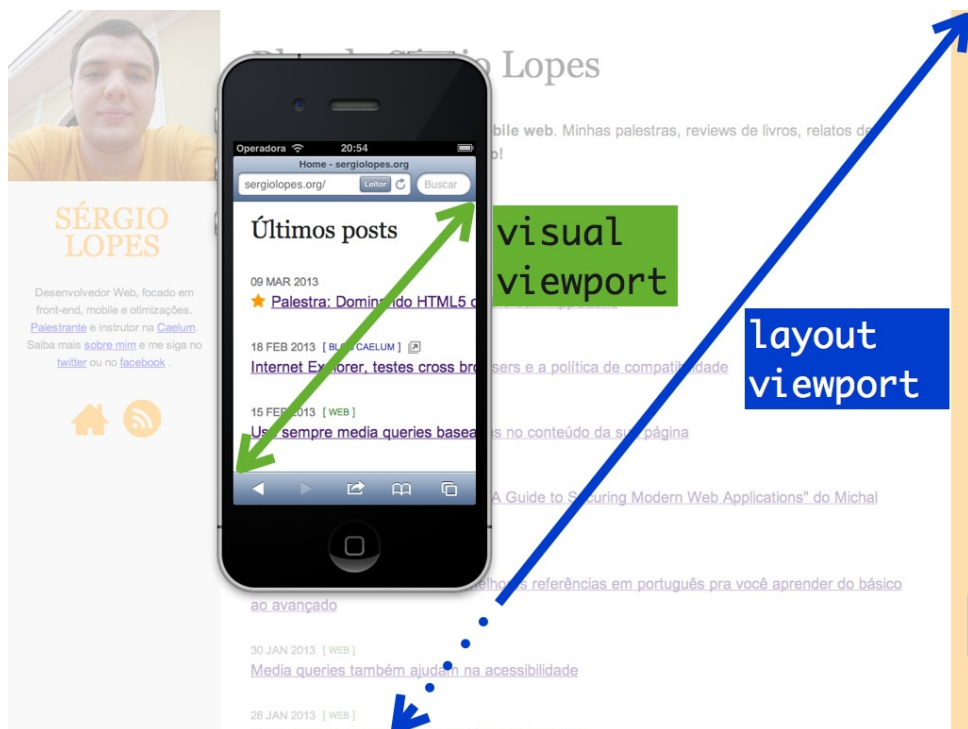 Lopes
bile web. Minhas palestras, reviews de livros, relatos de
o!
SÉRGIO
LOPES
Desenvolvedor Web, focado em
front-end, mobile e otimizações.
Palestrante e instrutor na Caelum.
Saiba mais sobre mim e me siga no
twitter ou no facebook .
Operadora 20:54
Home - sergiolopes.org
sergiolopes.org/ Leitor Buscar
Últimos posts
09 MAR 2013
Palestra: Dominando HTML5
18 FEB 2013 [ BLOG CAELUM ]
Internet Explorer, testes cross browsers e a política de compatibilidade
15 FEB 2013 [ WEB ]
Use sempre media queries baseadas no conteúdo da sua página
A Guide to Securing Modern Web Applications" do Michal
melhores referências em português pra você aprender do básico
ao avançado
30 JAN 2013 [ WEB ]
Media queries também ajudam na acessibilidade
28 JAN 2013 [ WEB ]
visual
viewport
layout
viewport